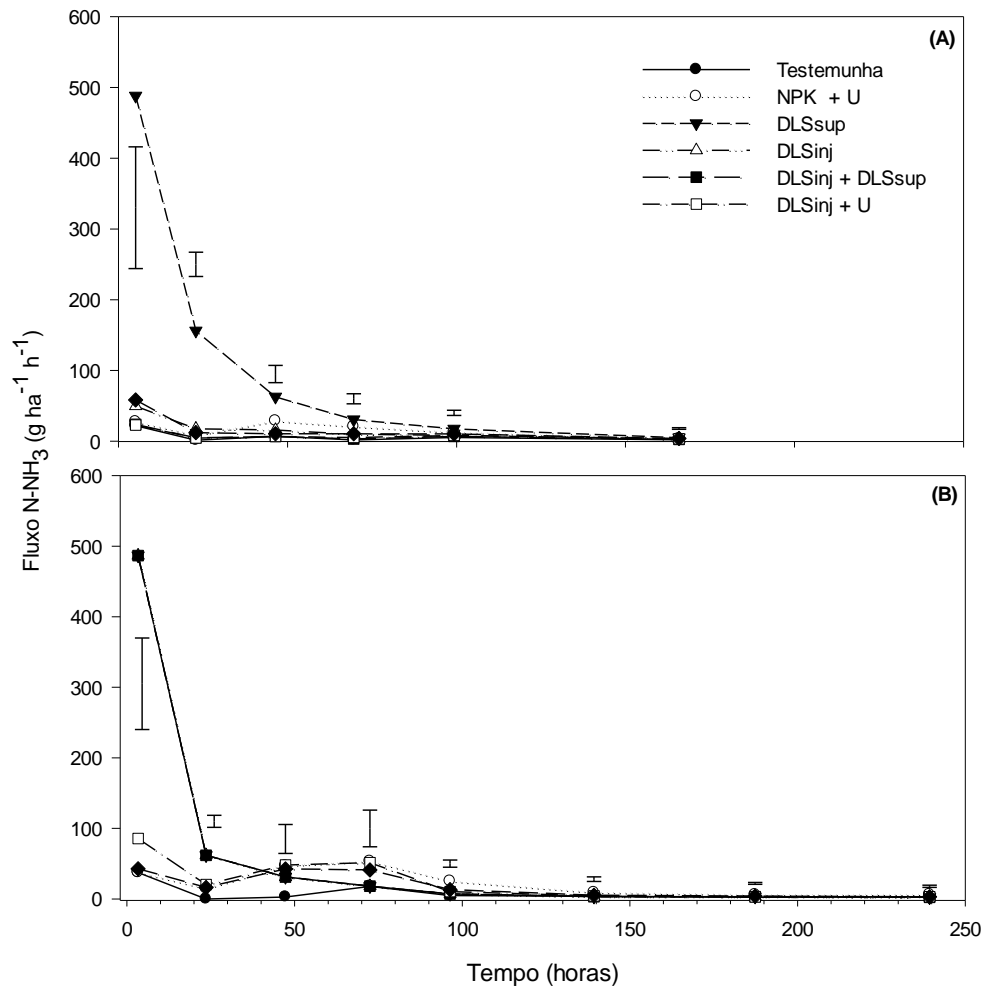 600
(A)
Testemunha
NPK + U
DLSsup
DLSinj
DLSinj + DLSsup
DLSinj + U
500
400
300
200
100
0
Fluxo N-NH3 (g ha-1 h-1)
600
(B)
500
400
300
200
100
0
0 50 100 150 200 250
Tempo (horas)